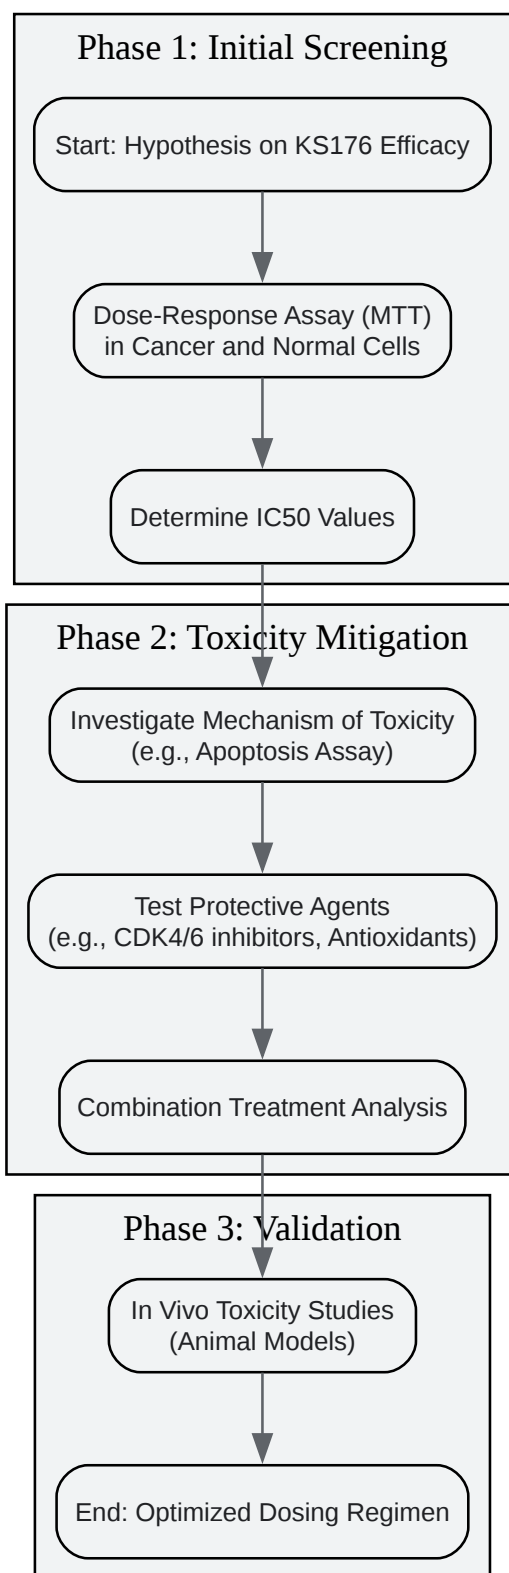 Phase 1: Initial Screening
Start: Hypothesis on KS176 Efficacy
Dose-Response Assay (MTT)
in Cancer and Normal Cells
Determine IC50 Values
Phase 2: Toxicity Mitigation
Investigate Mechanism of Toxicity
(e.g., Apoptosis Assay)
Test Protective Agents
(e.g., CDK4/6 inhibitors, Antioxidants)
Combination Treatment Analysis
Phase 3: Validation
In Vivo Toxicity Studies
(Animal Models)
End: Optimized Dosing Regimen